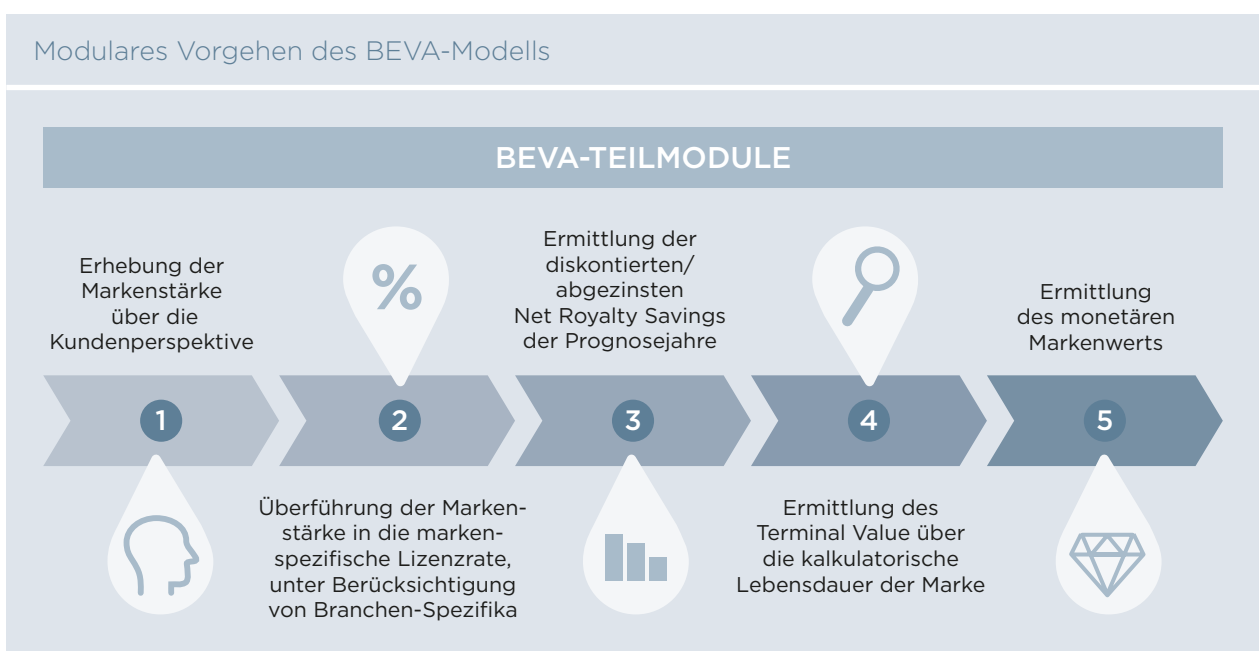 Modulares Vorgehen des BEVA-Modells
BEVA-TEILMODULE
Erhebung der
Markenstärke
über die
Kundenperspektive
1
%
2
Überführung der Marken-
stärke in die marken-
spezifische Lizenzrate,
unter Berücksichtigung
von Branchen-Spezifika
Ermittlung der
diskontierten/
abgezinsten
Net Royalty Savings
der Prognosejahre
3
4
Ermittlung des
Terminal Value über
die kalkulatorische
Lebensdauer der Marke
Ermittlung
des monetären
Markenwerts
5